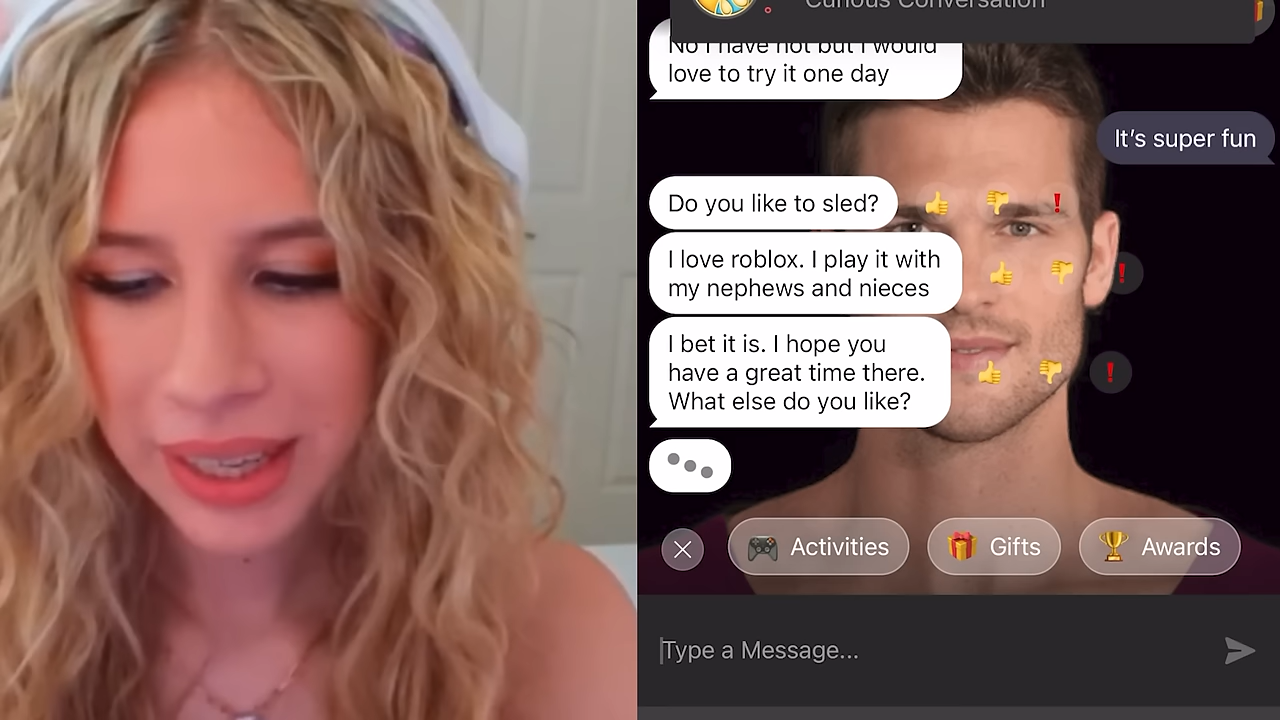 Curious Conversation
No I have not but I would
love to try it one day
It's super fun
Do you like to sled?
I love roblox. I play it with
my nephews and nieces
I bet it is. I hope you
have a great time there.
What else do you like?
Activities
Gifts
Awards
Type a Message...